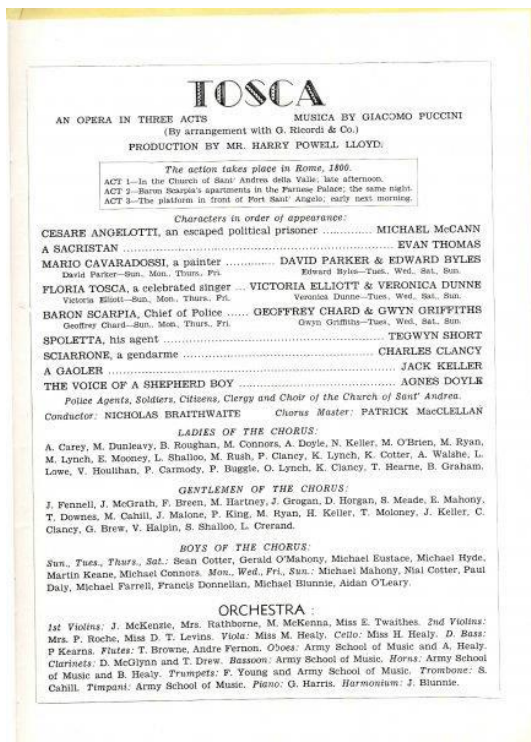 TOSCA
AN OPERA IN THREE ACTS MUSICA BY GIACOMO PUCCINI
(By arrangement with G. Ricordi & Co.)
PRODUCTION BY MR. HARRY POWELL LLOYD.
The action takes place in Rome, 1800.
ACT 1—In the Church of Sant' Andrea della Valle; late afternoon.
ACT 2—Baron Scarpia's apartments in the Farnese Palace; the same night.
ACT 3—The platform in front of Fort Sant' Angelo; early next morning.
Characters in order of appearance:
CESARE ANGELOTTI, an escaped political prisoner .............. MICHAEL McCANN
A SACRISTAN .............. EVAN THOMAS
MARIO CAVARADOSSI, a painter .............. DAVID PARKER & EDWARD BYLES
David Parker—Sun., Mon., Thurs., Fri. Edward Byles—Tues., Wed., Sat., Sun.
FLORIA TOSCA, a celebrated singer ... VICTORIA ELLIOTT & VERONICA DUNNE
Victoria Elliott—Sun., Mon., Thurs., Fri. Veronica Dunne—Tues., Wed., Sat., Sun.
BARON SCARPIA, Chief of Police ...... GEOFFREY CHARD & GWYN GRIFFITHS
Geoffrey Chard—Sun., Mon., Thurs., Fri. Gwyn Griffiths—Tues., Wed., Sat., Sun.
SPOLETTA, his agent .............. TEGWYN SHORT
SCIARRONE, a gendarme .............. CHARLES CLANCY
A GAOLER .............. JACK KELLER
THE VOICE OF A SHEPHERD BOY .............. AGNES DOYLE
Police Agents, Soldiers, Citizens, Clergy and Choir of the Church of Sant' Andrea.
Conductor: NICHOLAS BRAITHWAITE Chorus Master: PATRICK MacCLELLAN
LADIES OF THE CHORUS:
A. Carey, M. Dunleavy, B. Roughan, M. Connors, A. Doyle, N. Keller, M. O'Brien, M. Ryan,
M. Lynch, E. Mooney, L. Shalloo, M. Rush, P. Clancy, K. Lynch, K. Cotter, A. Walshe, L.
Lowe, V. Houlihan, P. Carmody, P. Buggle, O. Lynch, K. Clancy, T. Hearne, B. Graham.
GENTLEMEN OF THE CHORUS:
J. Fennell, J. McGrath, F. Breen, M. Hartney, J. Grogan, D. Horgan, S. Meade, E. Mahony,
T. Downes, M. Cahill, J. Malone, P. King, M. Ryan, H. Keller, T. Moloney, J. Keller, C.
Clancy, G. Brew, V. Halpin, S. Shalloo, L. Crerand.
BOYS OF THE CHORUS:
Sun., Tues., Thurs., Sat.: Sean Cotter, Gerald O'Mahony, Michael Eustace, Michael Hyde,
Martin Keane, Michael Connors. Mon., Wed., Fri., Sun.: Michael Mahony, Nial Cotter, Paul
Daly, Michael Farrell, Francis Donnellan, Michael Blunnie, Aidan O'Leary.
ORCHESTRA :
1st Violins: J. McKenzie, Mrs. Rathborne, M. McKenna, Miss E. Twaithes. 2nd Violins:
Mrs. P. Roche, Miss D. T. Levins. Viola: Miss M. Healy. Cello: Miss H. Healy. D. Bass:
P Kearns. Flutes: T. Browne, Andre Fernon. Oboes: Army School of Music and A. Healy.
Clarinets: D. McGlynn and T. Drew. Bassoon: Army School of Music. Horns: Army School
of Music and B. Healy. Trumpets: F. Young and Army School of Music. Trombone: S.
Cahill. Timpani: Army School of Music. Piano: G. Harris. Harmonium: J. Blunnie.